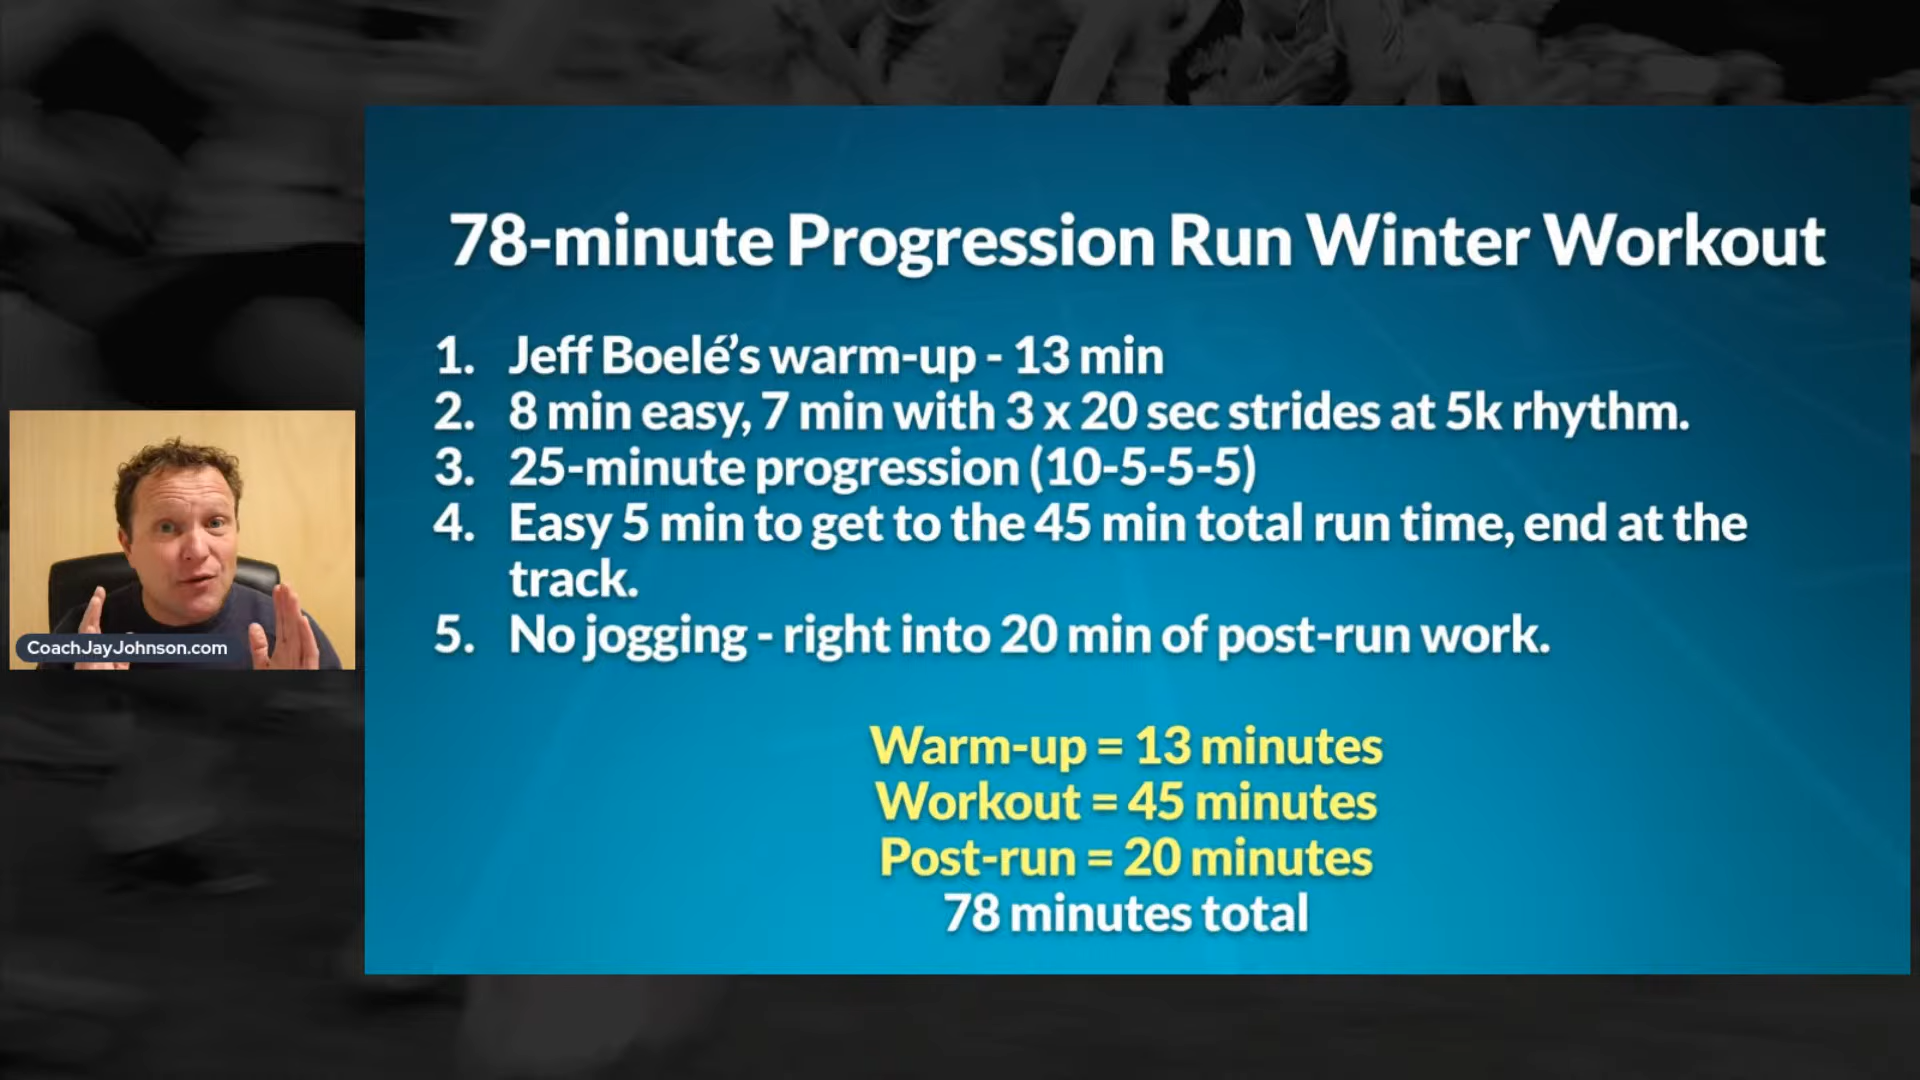 78-minute Progression Run Winter Workout
1. Jeff Boelé's warm-up - 13 min
2. 8 min easy, 7 min with 3 x 20 sec strides at 5k rhythm.
3. 25-minute progression (10-5-5-5)
4. Easy 5 min to get to the 45 min total run time, end at the
track.
5. No jogging - right into 20 min of post-run work.
CoachJayJohnson.com
Warm-up = 13 minutes
Workout = 45 minutes
Post-run = 20 minutes
78 minutes total